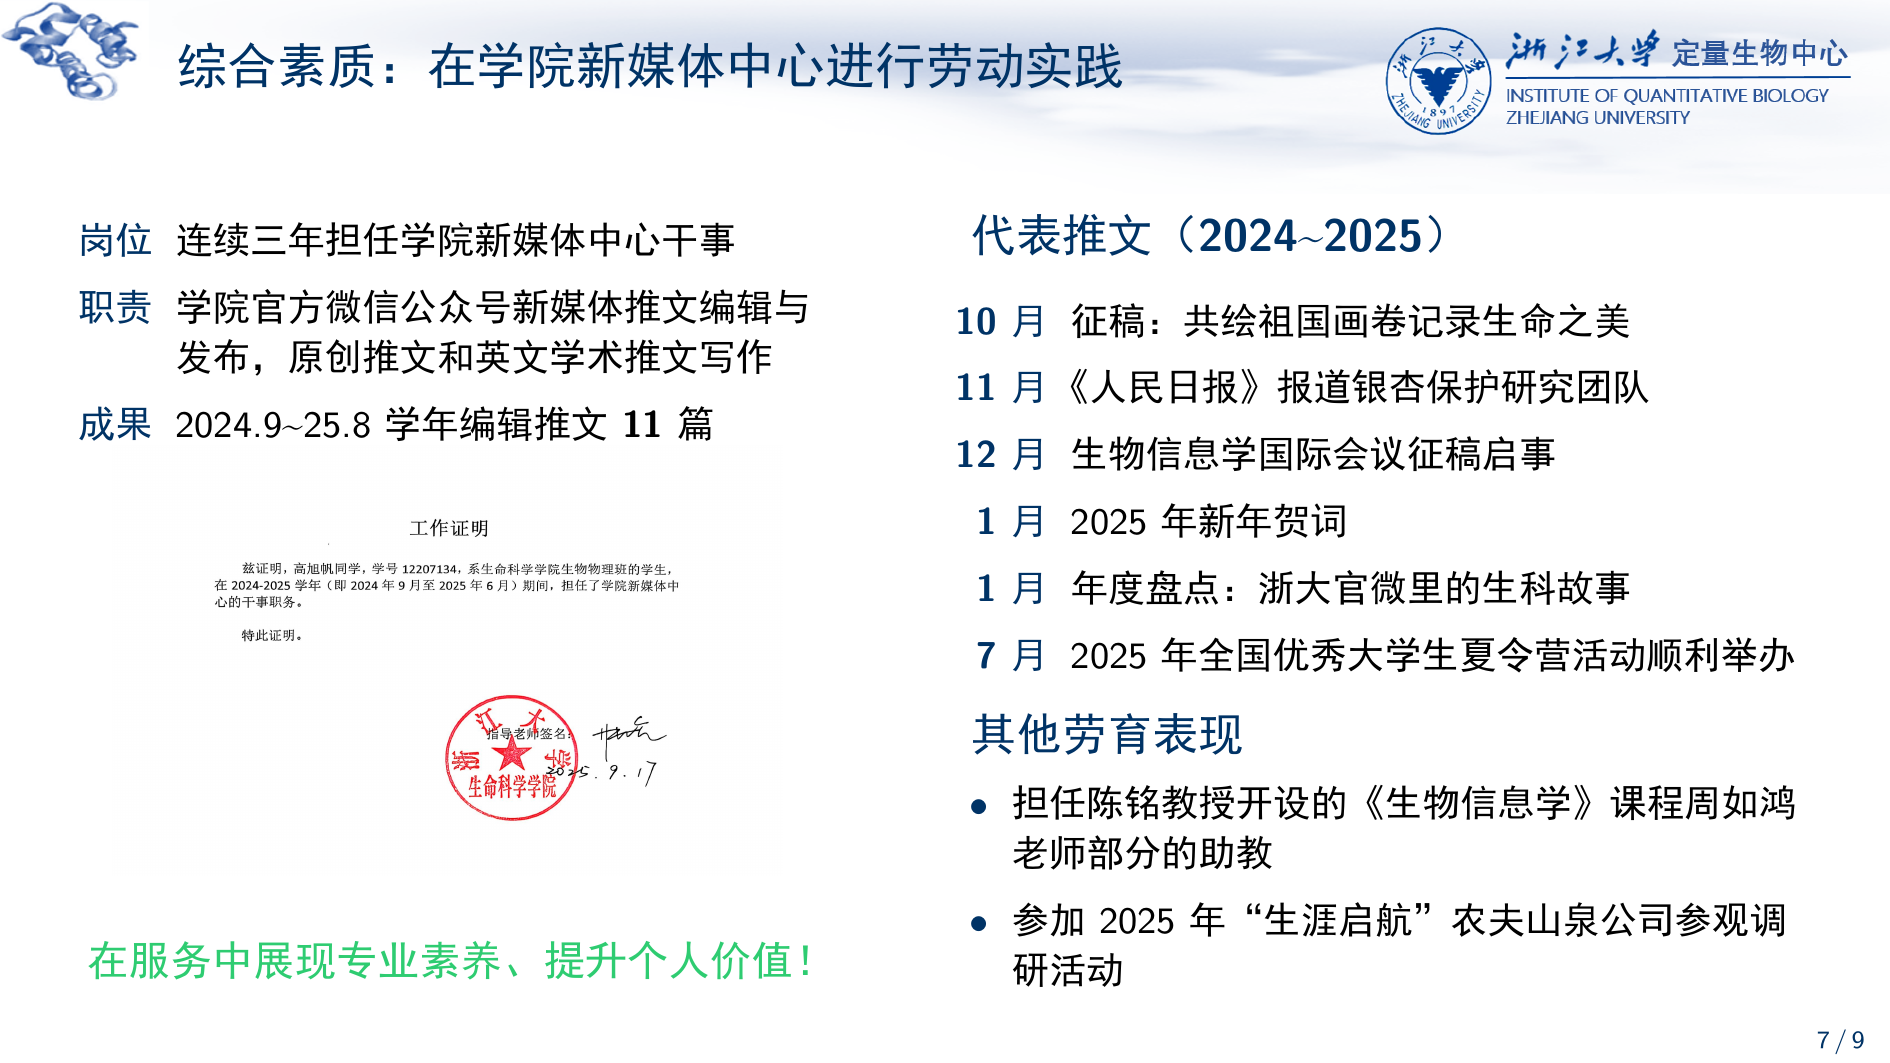 综合素质：在学院新媒体中心进行劳动实践
浙江大学 定量生物中心
INSTITUTE OF QUANTITATIVE BIOLOGY
ZHEJIANG UNIVERSITY
浙江大学
1897
ZHEJIANG UNIVERSITY
岗位 连续三年担任学院新媒体中心干事
职责 学院官方微信公众号新媒体推文编辑与
发布，原创推文和英文学术推文写作
成果 2024.9~25.8 学年编辑推文 11 篇
工作证明
兹证明，高旭帆同学，学号 12207134，系生命科学学院生物物理班的学生，
在 2024-2025 学年（即 2024 年 9 月至 2025 年 6 月）期间，担任了学院新媒体中
心的干事职务。
特此证明。
指导老师签名：
2025.9.17
浙江大学
生命科学学院
在服务中展现专业素养、提升个人价值！
代表推文（2024~2025）
10 月 征稿：共绘祖国画卷记录生命之美
11 月《人民日报》报道银杏保护研究团队
12 月 生物信息学国际会议征稿启事
1 月 2025 年新年贺词
1 月 年度盘点：浙大官微里的生科故事
7 月 2025 年全国优秀大学生夏令营活动顺利举办
其他劳育表现
● 担任陈铭教授开设的《生物信息学》课程周如鸿
老师部分的助教
● 参加 2025 年“生涯启航”农夫山泉公司参观调
研活动
7 / 9